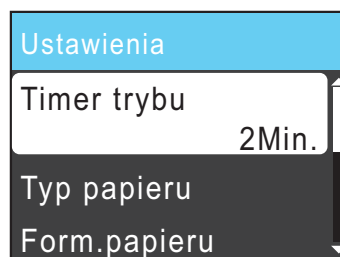 Ustawienia
Timer trybu
2Min.
Typ papieru
Form.papieru